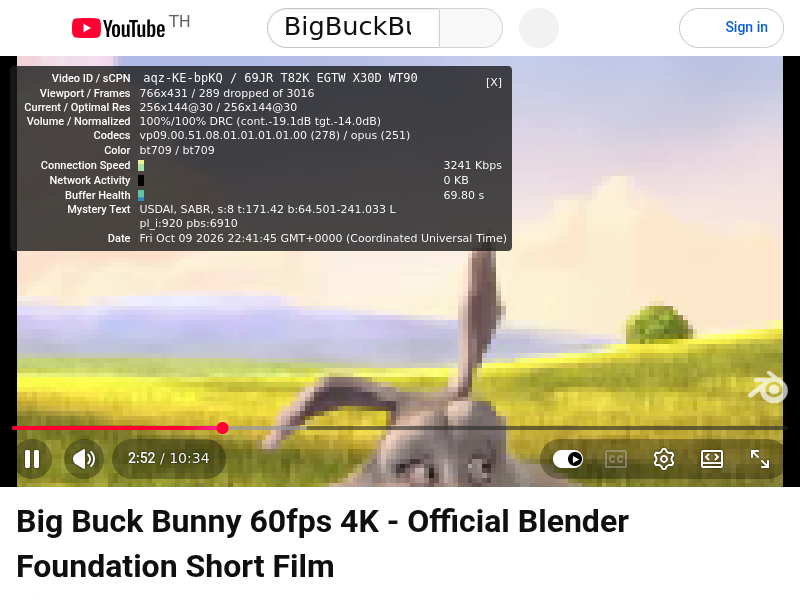 YouTube TH
BigBuckBu
Sign in
Video ID / sCPN aqz-KE-bpKQ / 69JR T82K EGTW X30D WT90
[X]
Viewport / Frames 766x431 / 289 dropped of 3016
Current / Optimal Res 256x144@30 / 256x144@30
Volume / Normalized 100%/100% DRC (cont.-19.1dB tgt.-14.0dB)
Codecs vp09.00.51.08.01.01.01.01.00 (278) / opus (251)
Color bt709 / bt709
Connection Speed 3241 Kbps
Network Activity 0 KB
Buffer Health 69.80 s
Mystery Text USDAI, SABR, s:8 t:171.42 b:64.501-241.033 L
pl_i:920 pbs:6910
Date Fri Oct 09 2026 22:41:45 GMT+0000 (Coordinated Universal Time)
2:52 / 10:34
CC
Big Buck Bunny 60fps 4K - Official Blender
Foundation Short Film